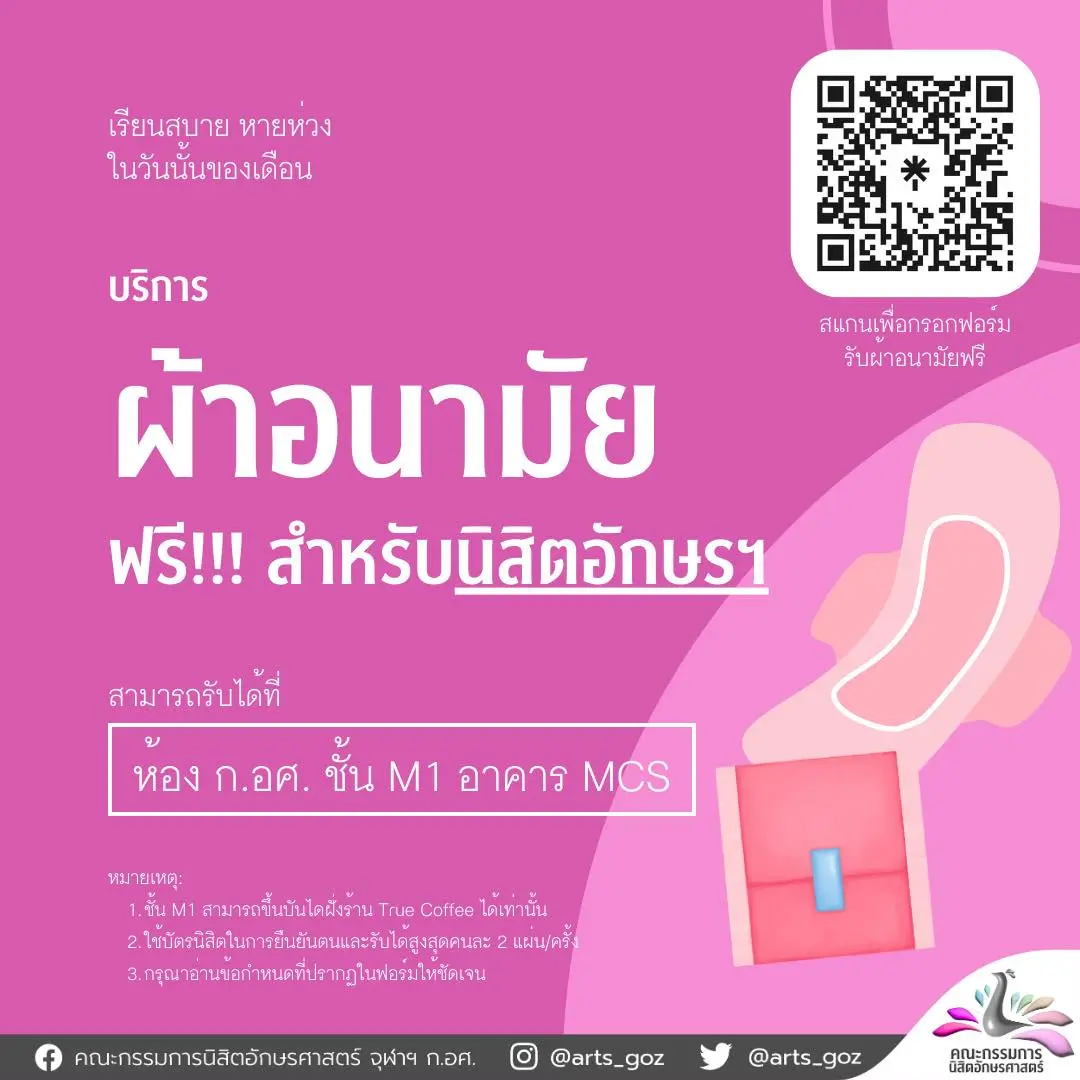 เรียนสบาย หายห่วง
ในวันนั้นของเดือน
สแกนเพื่อกรอกฟอร์ม
รับผ้าอนามัยฟรี
บริการ
ผ้าอนามัย
ฟรี!!! สำหรับนิสิตอักษรฯ
สามารถรับได้ที่
ห้อง ก.อศ. ชั้น M1 อาคาร MCS
หมายเหตุ:
1. ชั้น M1 สามารถขึ้นบันไดฝั่งร้าน True Coffee ได้เท่านั้น
2. ใช้บัตรนิสิตในการยืนยันตนและรับได้สูงสุดคนละ 2 แผ่น/ครั้ง
3. กรุณาอ่านข้อกำหนดที่ปรากฏในฟอร์มให้ชัดเจน
คณะกรรมการนิสิตอักษรศาสตร์ จุฬาฯ ก.อศ. @arts_goz @arts_goz
คณะกรรมการ
นิสิตอักษรศาสตร์